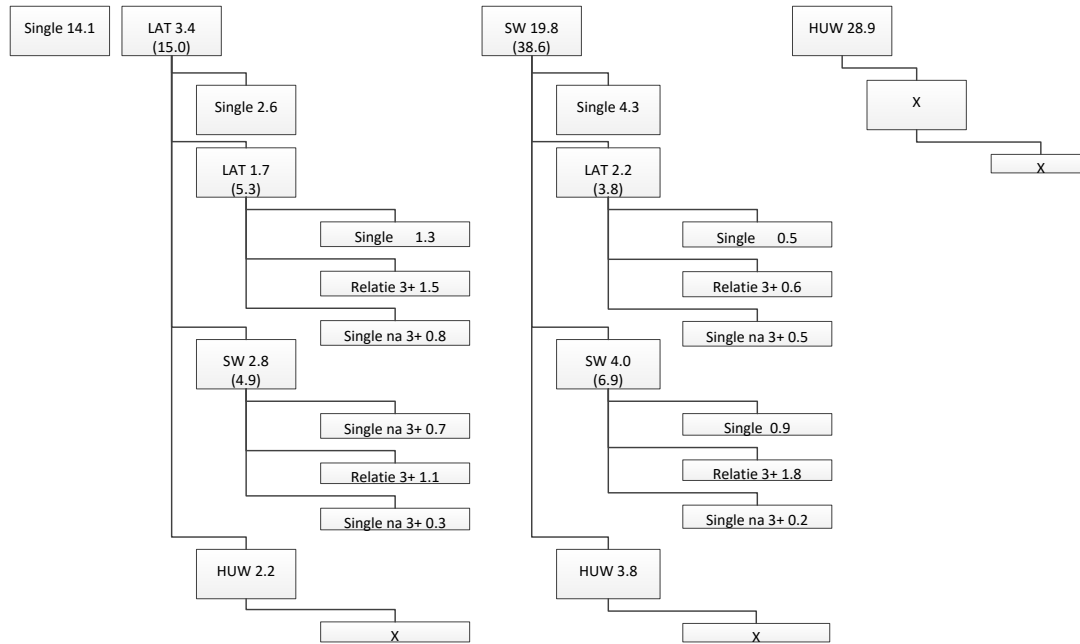 Single 14.1
LAT 3.4
(15.0)
Single 2.6
LAT 1.7
(5.3)
Single 1.3
Relatie 3+ 1.5
Single na 3+ 0.8
SW 2.8
(4.9)
Single na 3+ 0.7
Relatie 3+ 1.1
Single na 3+ 0.3
HUW 2.2
X
SW 19.8
(38.6)
Single 4.3
LAT 2.2
(3.8)
Single 0.5
Relatie 3+ 0.6
Single na 3+ 0.5
SW 4.0
(6.9)
Single 0.9
Relatie 3+ 1.8
Single na 3+ 0.2
HUW 3.8
X
HUW 28.9
X
X